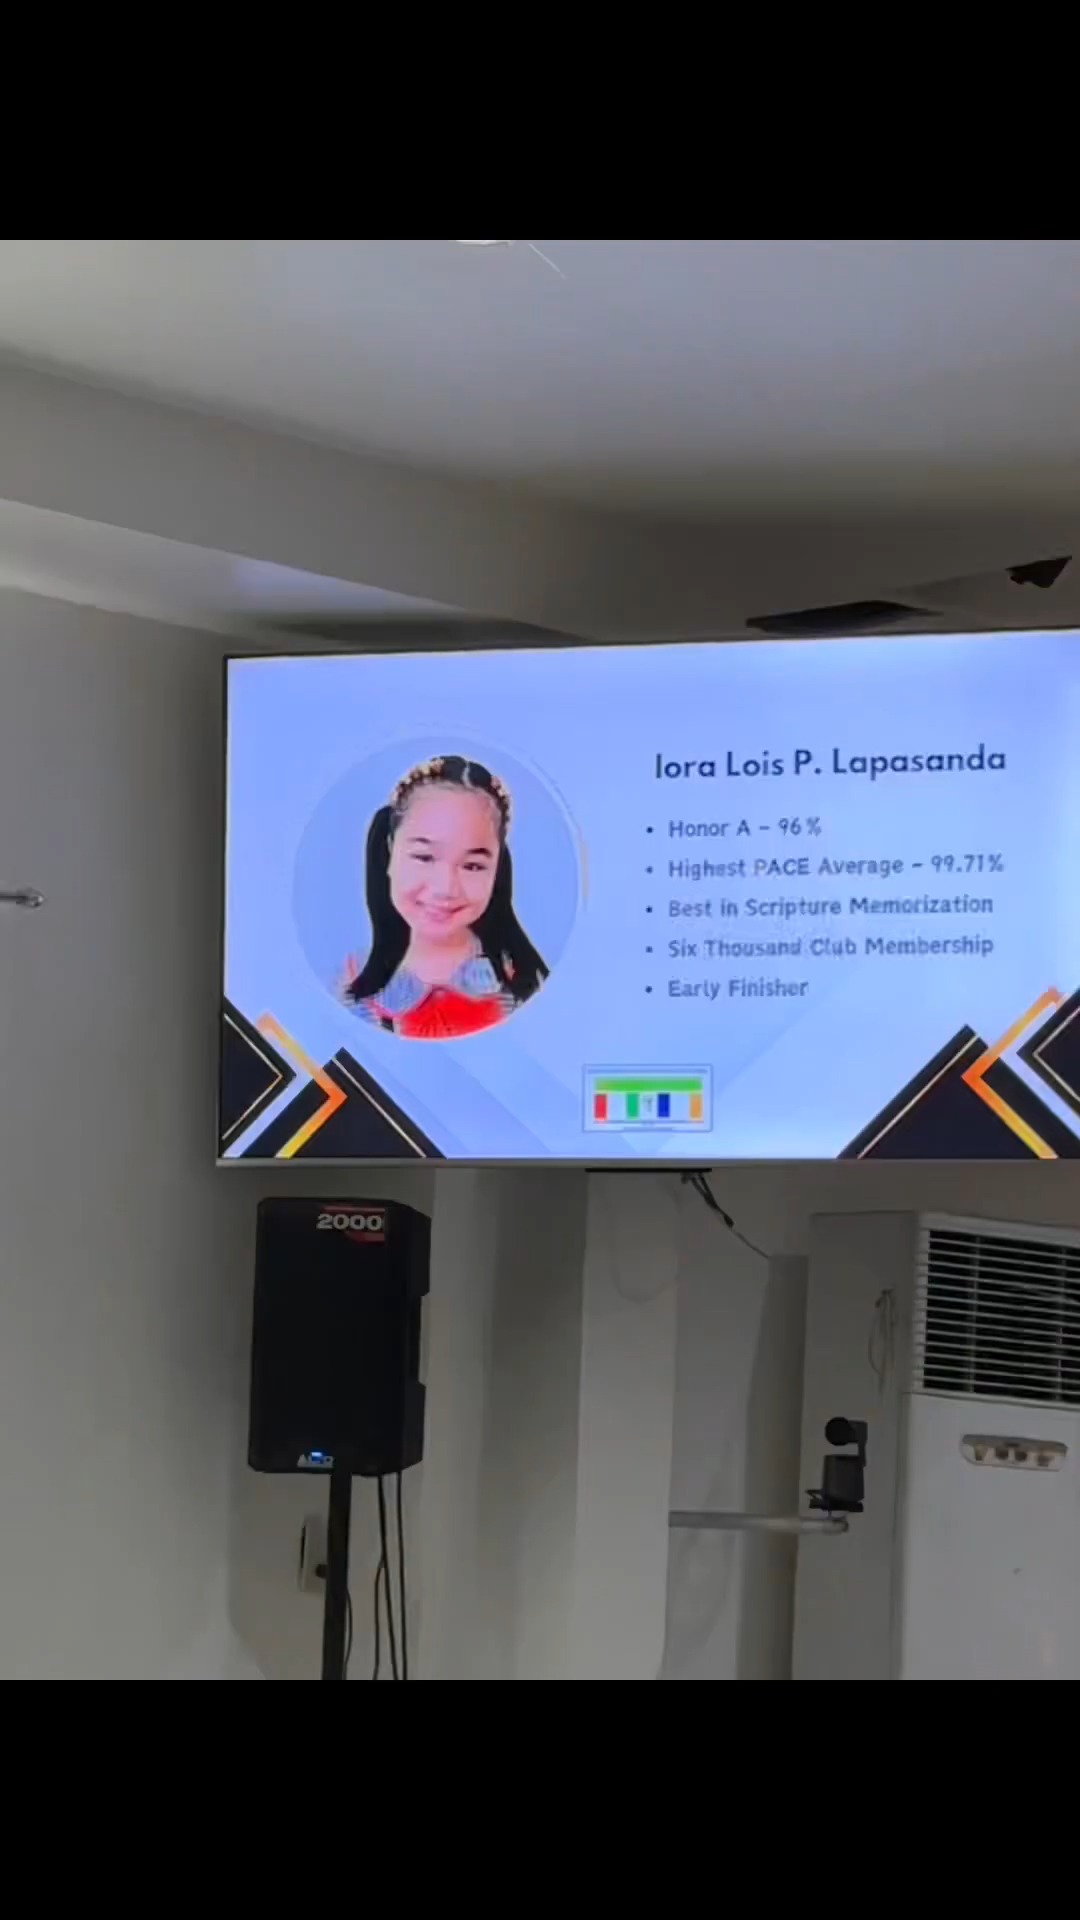 Iora Lois P. Lapasanda
• Honor A - 96%
• Highest PACE Average - 99.71%
• Best in Scripture Memorization
• Six Thousand Club Membership
• Early Finisher
2000
ALTO